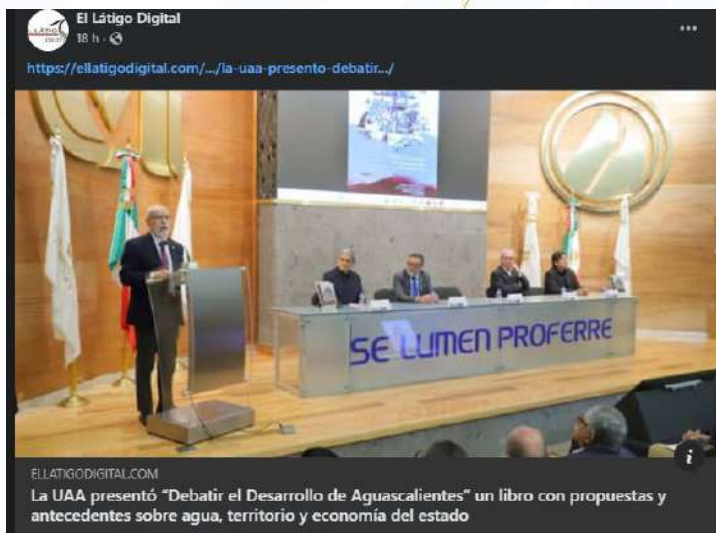 El Látigo Digital
18 h
https://ellatigodigital.com/.../la-uaa-presento-debatir.../
SE LUMEN PROFERRE
ELLATIGODIGITAL.COM
La UAA presentó “Debatir el Desarrollo de Aguascalientes” un libro con propuestas y
antecedentes sobre agua, territorio y economía del estado